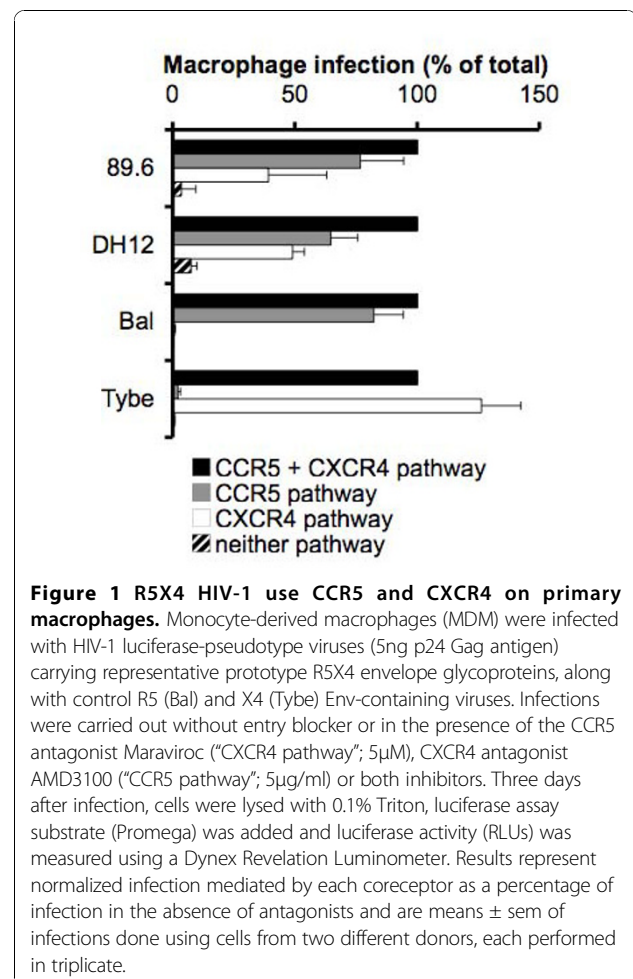 Macrophage infection (% of total)
0 50 100 150
89.6
DH12
Bal
Tybe
CCR5 + CXCR4 pathway
CCR5 pathway
CXCR4 pathway
neither pathway
Figure 1 R5X4 HIV-1 use CCR5 and CXCR4 on primary
macrophages. Monocyte-derived macrophages (MDM) were infected
with HIV-1 luciferase-pseudotype viruses (5ng p24 Gag antigen)
carrying representative prototype R5X4 envelope glycoproteins, along
with control R5 (Bal) and X4 (Tybe) Env-containing viruses. Infections
were carried out without entry blocker or in the presence of the CCR5
antagonist Maraviroc (“CXCR4 pathway”; 5μM), CXCR4 antagonist
AMD3100 (“CCR5 pathway”; 5μg/ml) or both inhibitors. Three days
after infection, cells were lysed with 0.1% Triton, luciferase assay
substrate (Promega) was added and luciferase activity (RLUs) was
measured using a Dynex Revelation Luminometer. Results represent
normalized infection mediated by each coreceptor as a percentage of
infection in the absence of antagonists and are means ± sem of
infections done using cells from two different donors, each performed
in triplicate.